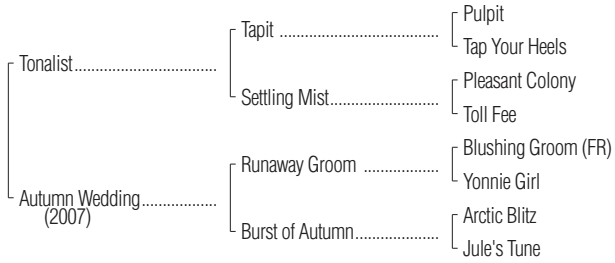 Tonalist
Autumn Wedding
(2007)
Tapit
Settling Mist
Runaway Groom
Burst of Autumn
Pulpit
Tap Your Heels
Pleasant Colony
Toll Fee
Blushing Groom (FR)
Yonnie Girl
Arctic Blitz
Jule's Tune